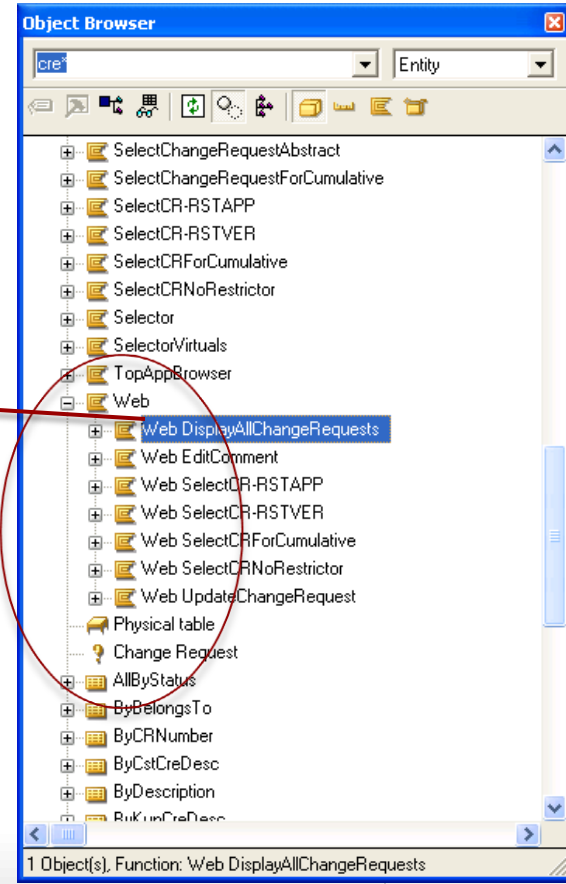 Object Browser
cre* Entity
SelectChangeRequestAbstract
SelectChangeRequestForCumulative
SelectCR-RSTAPP
SelectCR-RSTVER
SelectCRForCumulative
SelectCRNoRestrictor
Selector
SelectorVirtuals
TopAppBrowser
Web
Web DisplayAllChangeRequests
Web EditComment
Web SelectCR-RSTAPP
Web SelectCR-RSTVER
Web SelectCRForCumulative
Web SelectCRNoRestrictor
Web UpdateChangeRequest
Physical table
Change Request
AllByStatus
ByBelongsTo
ByCRNumber
ByCstCreDesc
ByDescription
ByKunCreDesc
1 Object(s), Function: Web DisplayAllChangeRequests